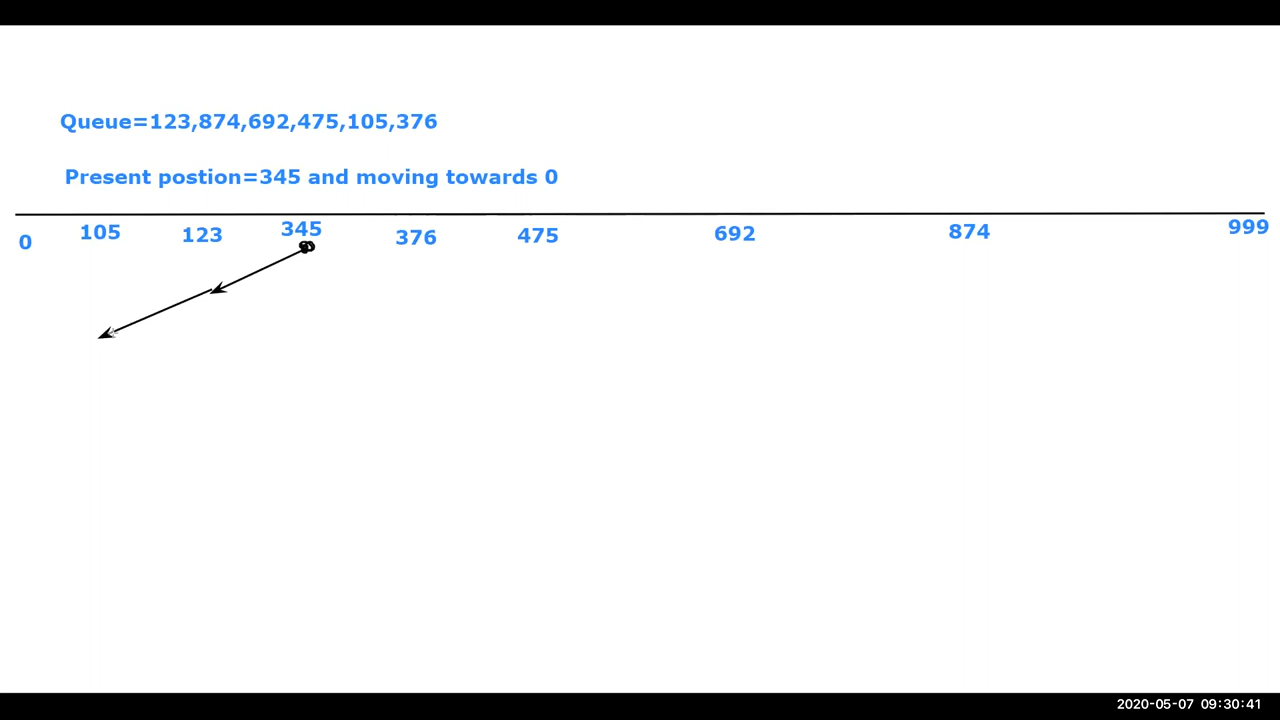 Queue=123,874,692,475,105,376
Present postion=345 and moving towards 0
0 105 123 345 376 475 692 874 999
2020-05-07 09:30:41